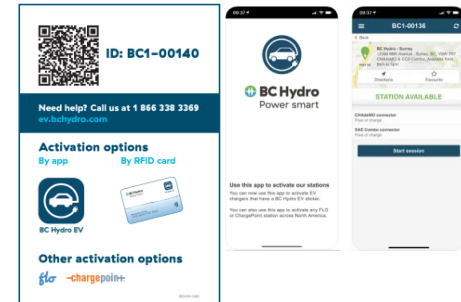 ID: BC1-00140
Need help? Call us at 1 866 338 3369
ev.bchydro.com
Activation options
By app
By RFID card
BC Hydro EV
Other activation options
flo
-chargepoin+
09:37
BC Hydro
Power smart
Use this app to activate our stations
You can now use this app to activate EV
chargers that have a BC Hydro EV sticker.
You can also use this app to activate any FLO
or ChargePoint station across North America.
09:37
BC1-00136
Back
BC Hydro - Surrey
Directions
Favourite
STATION AVAILABLE
CHAdeMO connector
Free of charge
SAE Combo connector
Free of charge
Start session